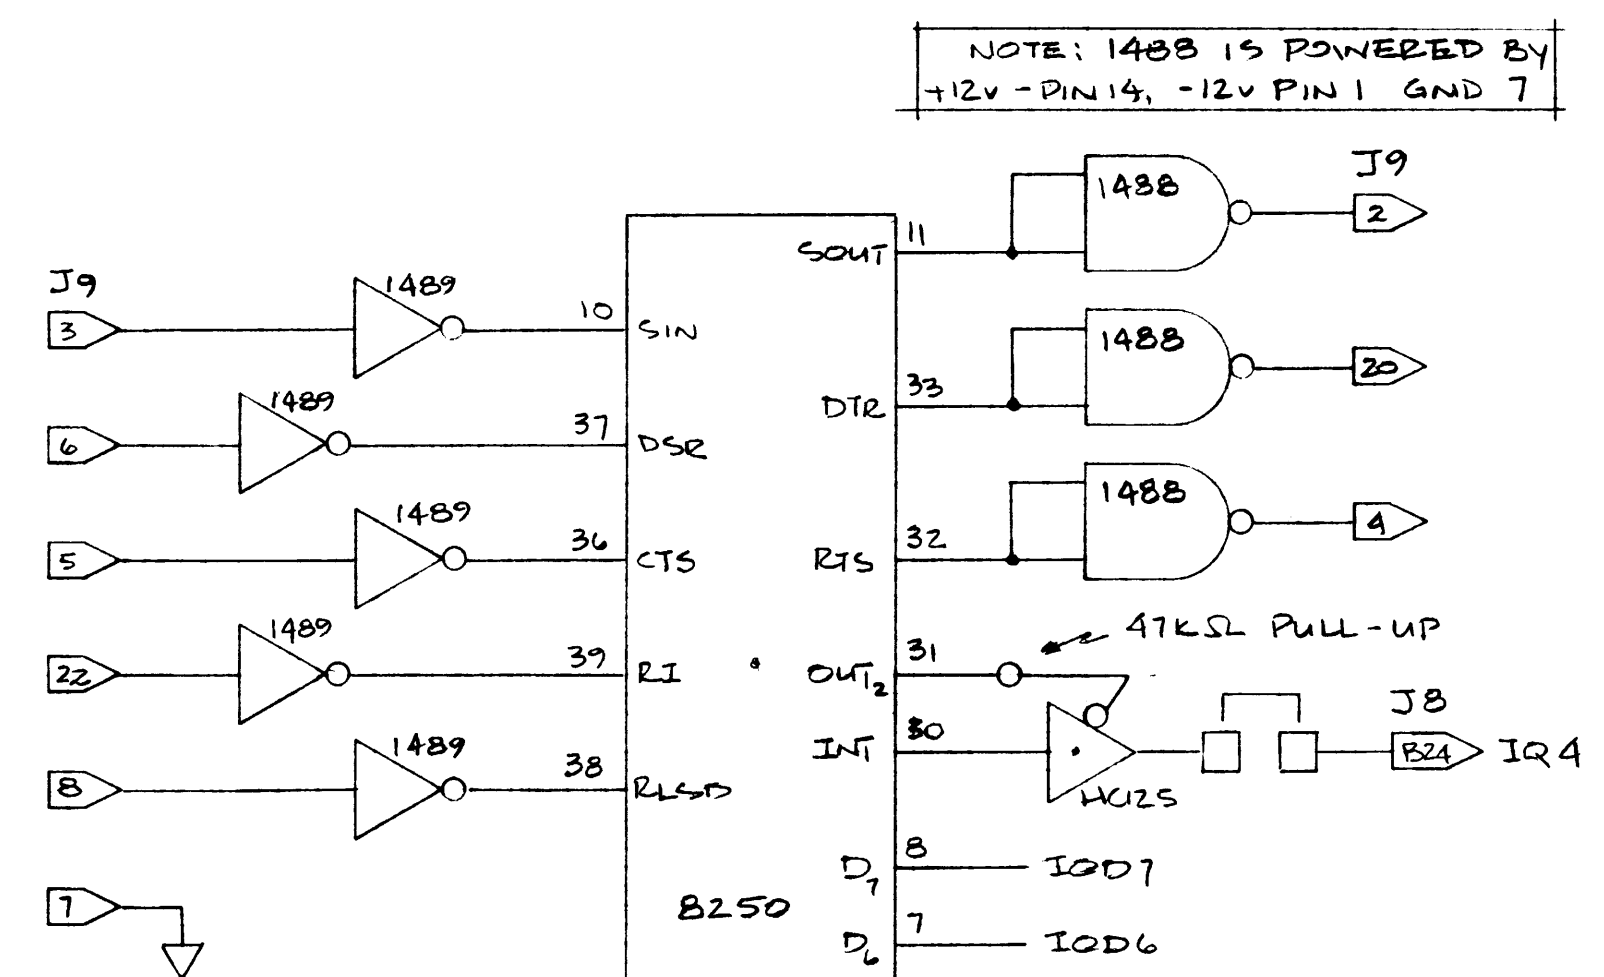 NOTE: 1488 IS POWERED BY
+12V - PIN 14, -12V PIN 1 GND 7
J9
1488
2
11
SOUT
J9
1489
10
3
SIN
1488
20
33
DTR
1489
37
6
DSR
1488
4
32
RTS
1489
36
5
CTS
47KΩ PULL-UP
31
OUT2
1489
39
22
RI
J8
30
INT
B24
IQ4
HC125
1489
38
8
RLSD
8
D7
IOD7
7
8250
7
D6
IOD6